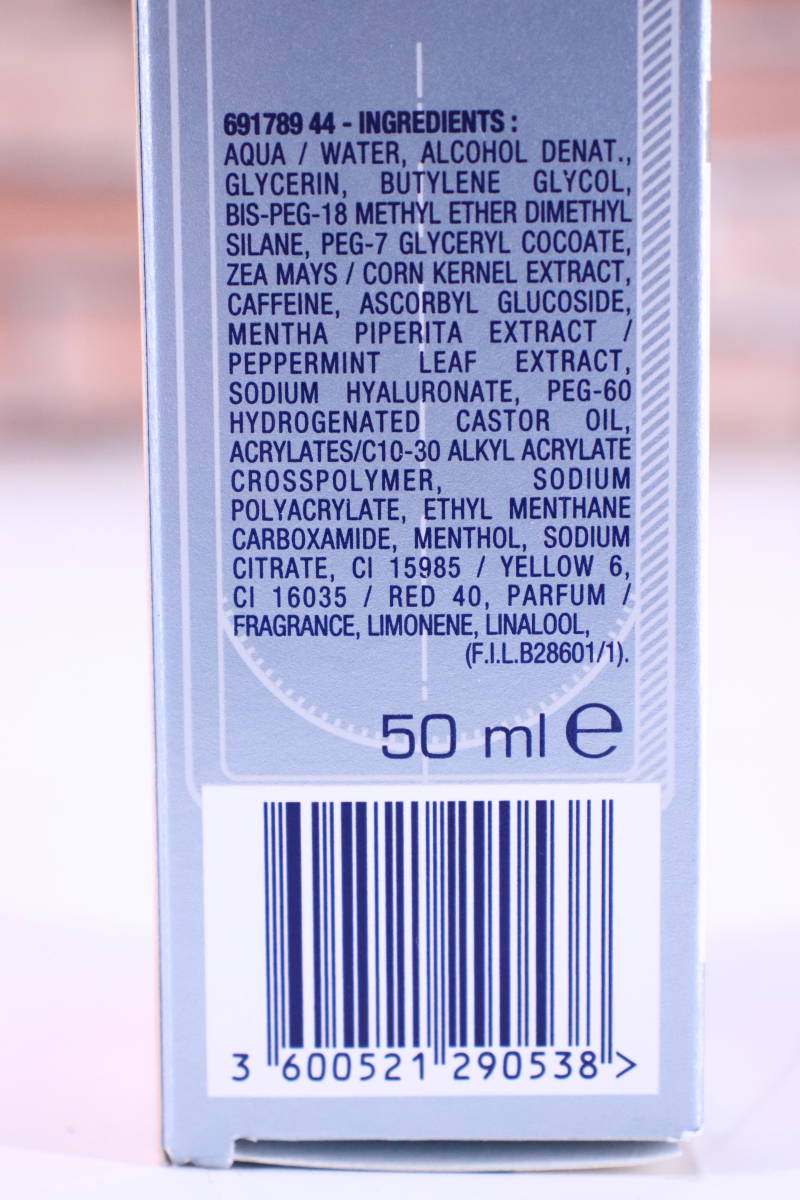 691789 44 - INGREDIENTS :
AQUA / WATER, ALCOHOL DENAT.,
GLYCERIN, BUTYLENE GLYCOL,
BIS-PEG-18 METHYL ETHER DIMETHYL
SILANE, PEG-7 GLYCERYL COCOATE,
ZEA MAYS / CORN KERNEL EXTRACT,
CAFFEINE, ASCORBYL GLUCOSIDE,
MENTHA PIPERITA EXTRACT /
PEPPERMINT LEAF EXTRACT,
SODIUM HYALURONATE, PEG-60
HYDROGENATED CASTOR OIL,
ACRYLATES/C10-30 ALKYL ACRYLATE
CROSSPOLYMER, SODIUM
POLYACRYLATE, ETHYL MENTHANE
CARBOXAMIDE, MENTHOL, SODIUM
CITRATE, CI 15985 / YELLOW 6,
CI 16035 / RED 40, PARFUM /
FRAGRANCE, LIMONENE, LINALOOL,
(F.I.L.B28601/1).
50 ml e
3 600521 290538 >